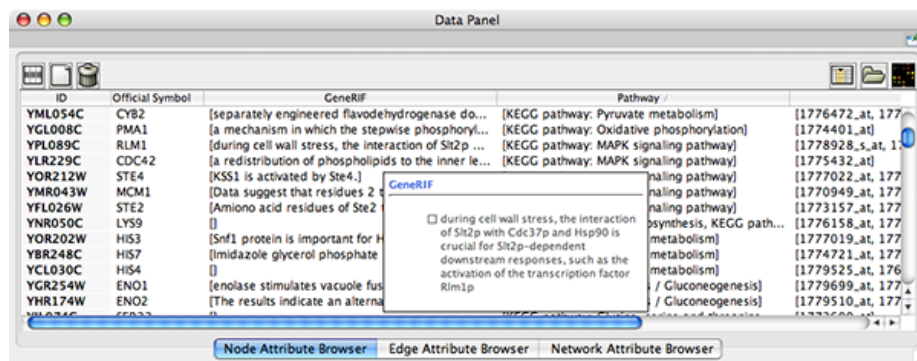 Data Panel
ID Official Symbol GeneRIF Pathway /
YML054C CYB2 [separately engineered flavodehydrogenase do... [KEGG pathway: Pyruvate metabolism] [1776472_at, 177
YGL008C PMA1 [a mechanism in which the stepwise phosphoryl... [KEGG pathway: Oxidative phosphorylation] [1774401_at]
YPL089C RLM1 [during cell wall stress, the interaction of Slt2p ... [KEGG pathway: MAPK signaling pathway] [1778928_s_at, 17
YLR229C CDC42 [a redistribution of phospholipids to the inner le... [KEGG pathway: MAPK signaling pathway] [1775432_at]
YOR212W STE4 [KSS1 is activated by Ste4.] naling pathway] [1777022_at, 177
YMR043W MCM1 [Data suggest that residues 2 t naling pathway] [1770949_at, 177
YFL026W STE2 [Amiono acid residues of Ste2 naling pathway] [1773157_at, 177
YNR050C LYS9 [] osynthesis, KEGG path... [1776158_at, 177
YOR202W HIS3 [Snf1 protein is important for H metabolism] [1777019_at, 177
YBR248C HIS7 [Imidazole glycerol phosphate metabolism] [1774721_at, 177
YCL030C HIS4 [] metabolism] [1779525_at, 176
YGR254W ENO1 [enolase stimulates vacuole fus / Gluconeogenesis] [1779699_at, 177
YHR174W ENO2 [The results indicate an alterna / Gluconeogenesis] [1779510_at, 177
GeneRIF
during cell wall stress, the interaction
of Slt2p with Cdc37p and Hsp90 is
crucial for Slt2p-dependent
downstream responses, such as the
activation of the transcription factor
Rlm1p
Node Attribute Browser Edge Attribute Browser Network Attribute Browser